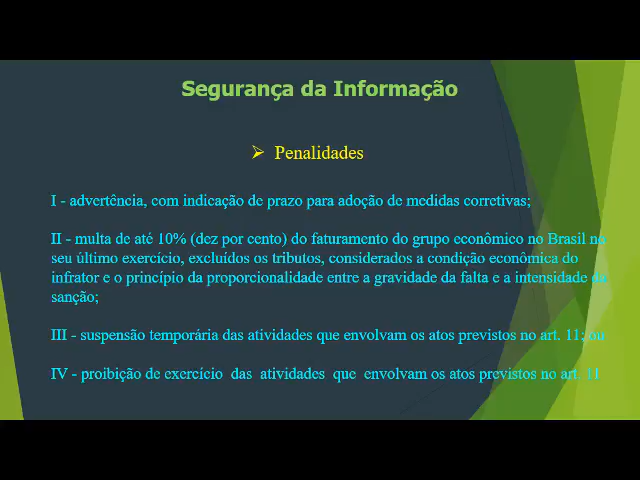 Segurança da Informação
➢ Penalidades
I - advertência, com indicação de prazo para adoção de medidas corretivas;
II - multa de até 10% (dez por cento) do faturamento do grupo econômico no Brasil no
seu último exercício, excluídos os tributos, considerados a condição econômica do
infrator e o princípio da proporcionalidade entre a gravidade da falta e a intensidade da
sanção;
III - suspensão temporária das atividades que envolvam os atos previstos no art. 11; ou
IV - proibição de exercício das atividades que envolvam os atos previstos no art. 11